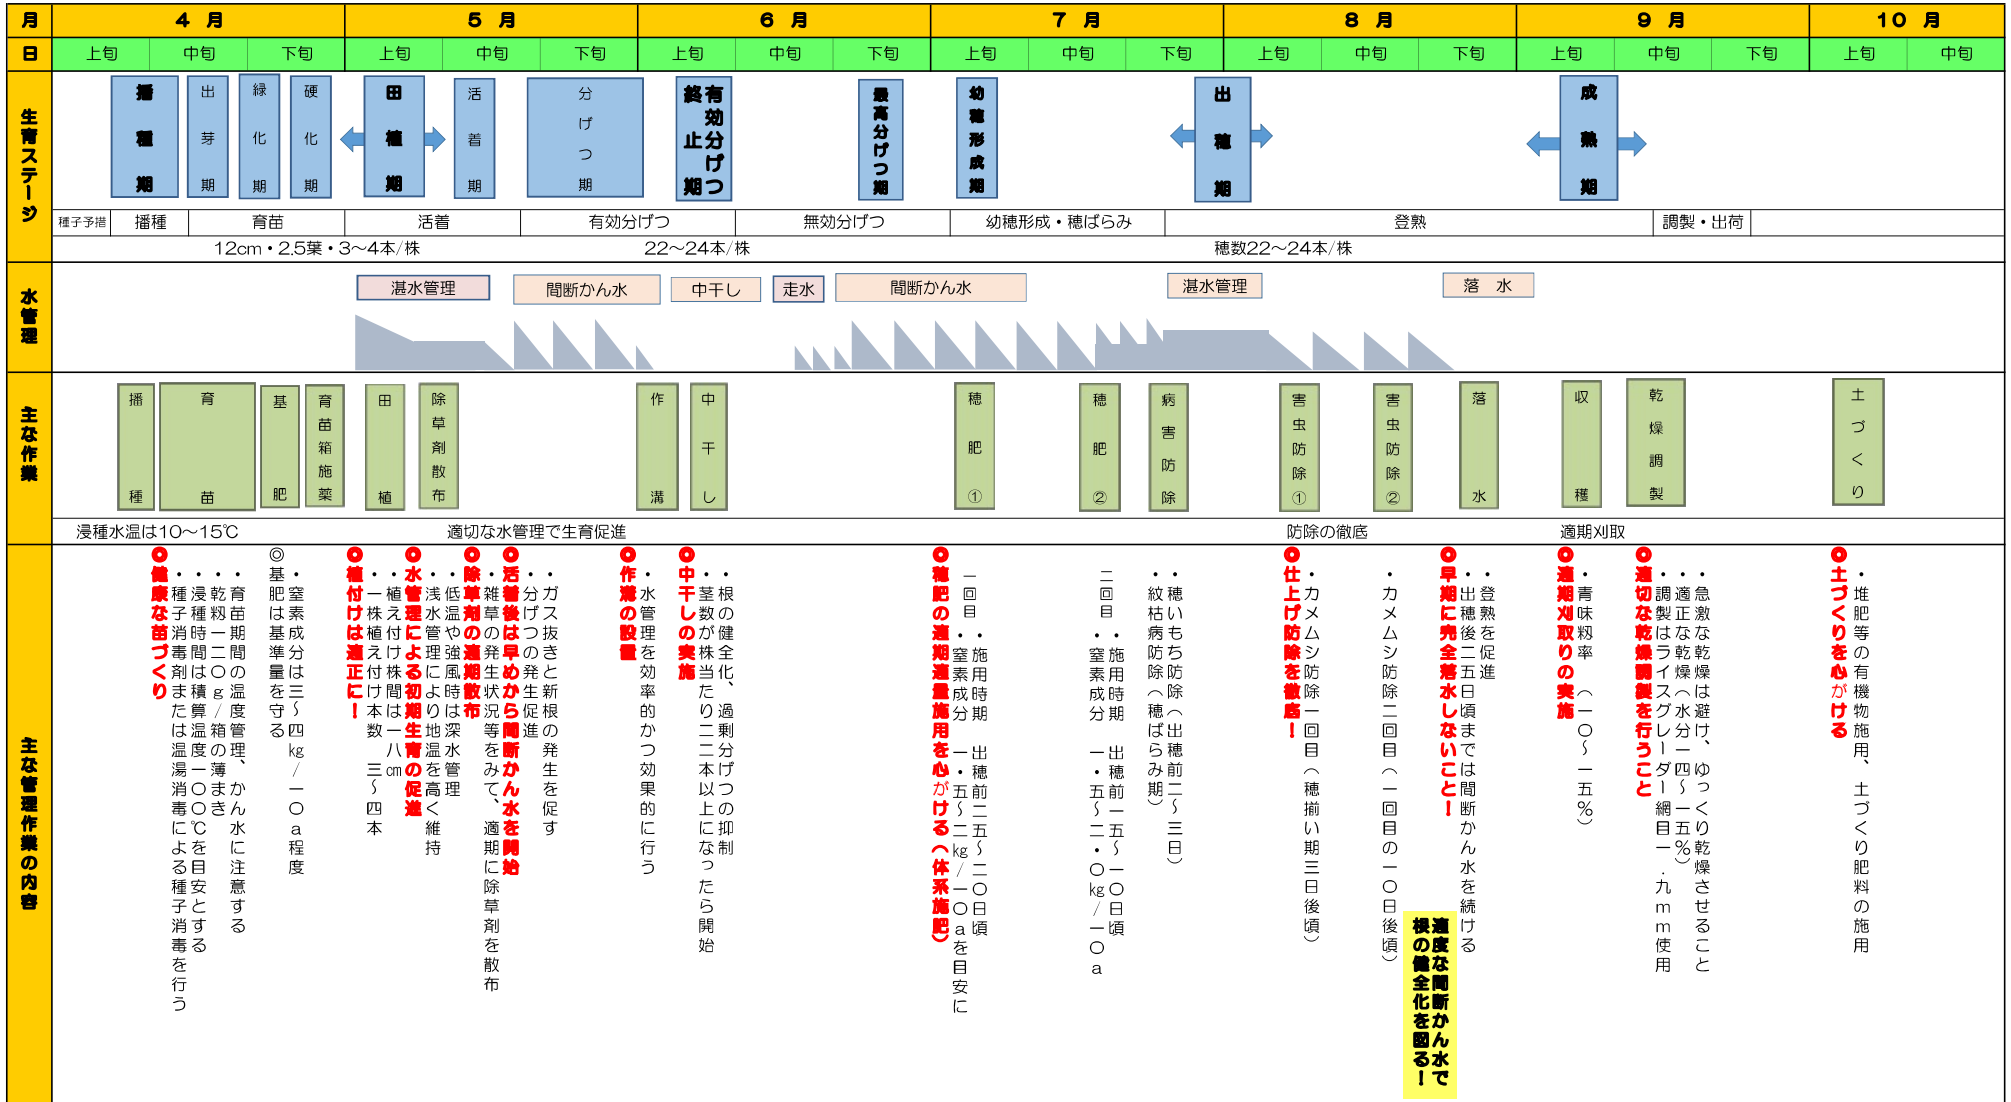 月
4 月
5 月
6 月
7 月
8 月
9 月
10 月
日
上旬
中旬
下旬
上旬
中旬
下旬
上旬
中旬
下旬
上旬
中旬
下旬
上旬
中旬
下旬
上旬
中旬
下旬
上旬
中旬
生育ステージ
播種期
出芽期
緑化期
硬化期
田植期
活着期
分げつ期
有効分げつ
終止期
最高分げつ期
幼穂形成期
出穂期
成熟期
種子予措
播種
育苗
活着
有効分げつ
無効分げつ
幼穂形成・穂ばらみ
登熟
調製・出荷
12cm・2.5葉・3～4本/株
22～24本/株
穂数22～24本/株
水管理
湛水管理
間断かん水
中干し
走水
間断かん水
湛水管理
落 水
主な作業
播種
育苗
基肥
育苗箱施薬
田植
除草剤散布
作溝
中干し
穂肥①
穂肥②
病害防除
害虫防除①
害虫防除②
落水
収穫
乾燥調製
土づくり
浸種水温は10～15℃
適切な水管理で生育促進
防除の徹底
適期刈取
主な管理作業の内容
◎健康な苗づくり
・種子消毒剤または温湯消毒による種子消毒を行う
・浸種時間は積算温度一〇〇℃を目安とする
・乾籾一二〇g/箱の薄まき
・育苗期間の温度管理、かん水に注意する
◎基肥は基準量を守る
・窒素成分は三～四kg/一〇a程度
◎植付けは適正に！
・一株植え付け本数 三～四本
・植え付け株間は一八cm
◎水管理による初期生育の促進
・浅水管理により地温を高く維持
・低温や強風時は深水管理
◎除草剤の適期散布
・雑草の発生状況等をみて、適期に除草剤を散布
◎活着後は早めから間断かん水を開始
・分げつの発生促進
・ガス抜きと新根の発生を促す
◎作溝の設置
・水管理を効率的かつ効果的に行う
◎中干しの実施
・茎数が株当たり二二本以上になったら開始
・根の健全化、過剰分げつの抑制
◎穂肥の適期適量施用を心がける（体系施肥）
一回目
・窒素成分 一・五～二kg/一〇aを目安に
・施用時期 出穂前二五～二〇日頃
二回目
・窒素成分 一・五～二・〇kg/一〇a
・施用時期 出穂前一五～一〇日頃
・紋枯病防除（穂ばらみ期）
・穂いもち防除（出穂前二～三日）
◎仕上げ防除を徹底！
・カメムシ防除一回目（穂揃い期三日後頃）
・カメムシ防除二回目（一回目の一〇日後頃）
◎早期に完全落水しないこと！
・出穂後二五日頃までは間断かん水を続ける
・登熟を促進
適度な間断かん水で
根の健全化を図る！
◎適期刈取りの実施
・青味籾率 （一〇～一五％）
◎適切な乾燥調製を行うこと
・調製はライスグレーダー網目一.九mm使用
・適正な乾燥（水分一四～一五％）
・急激な乾燥は避け、ゆっくり乾燥させること
◎土づくりを心がける
・堆肥等の有機物施用、土づくり肥料の施用